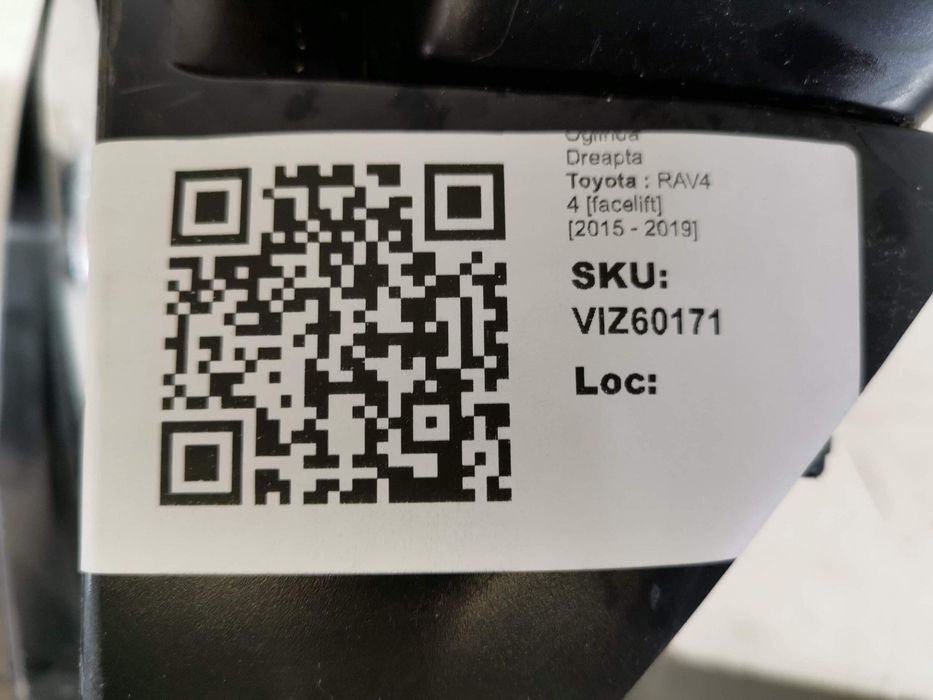 Oglinda
Dreapta
Toyota : RAV4
4 [facelift]
[2015 - 2019]
SKU:
VIZ60171
Loc: